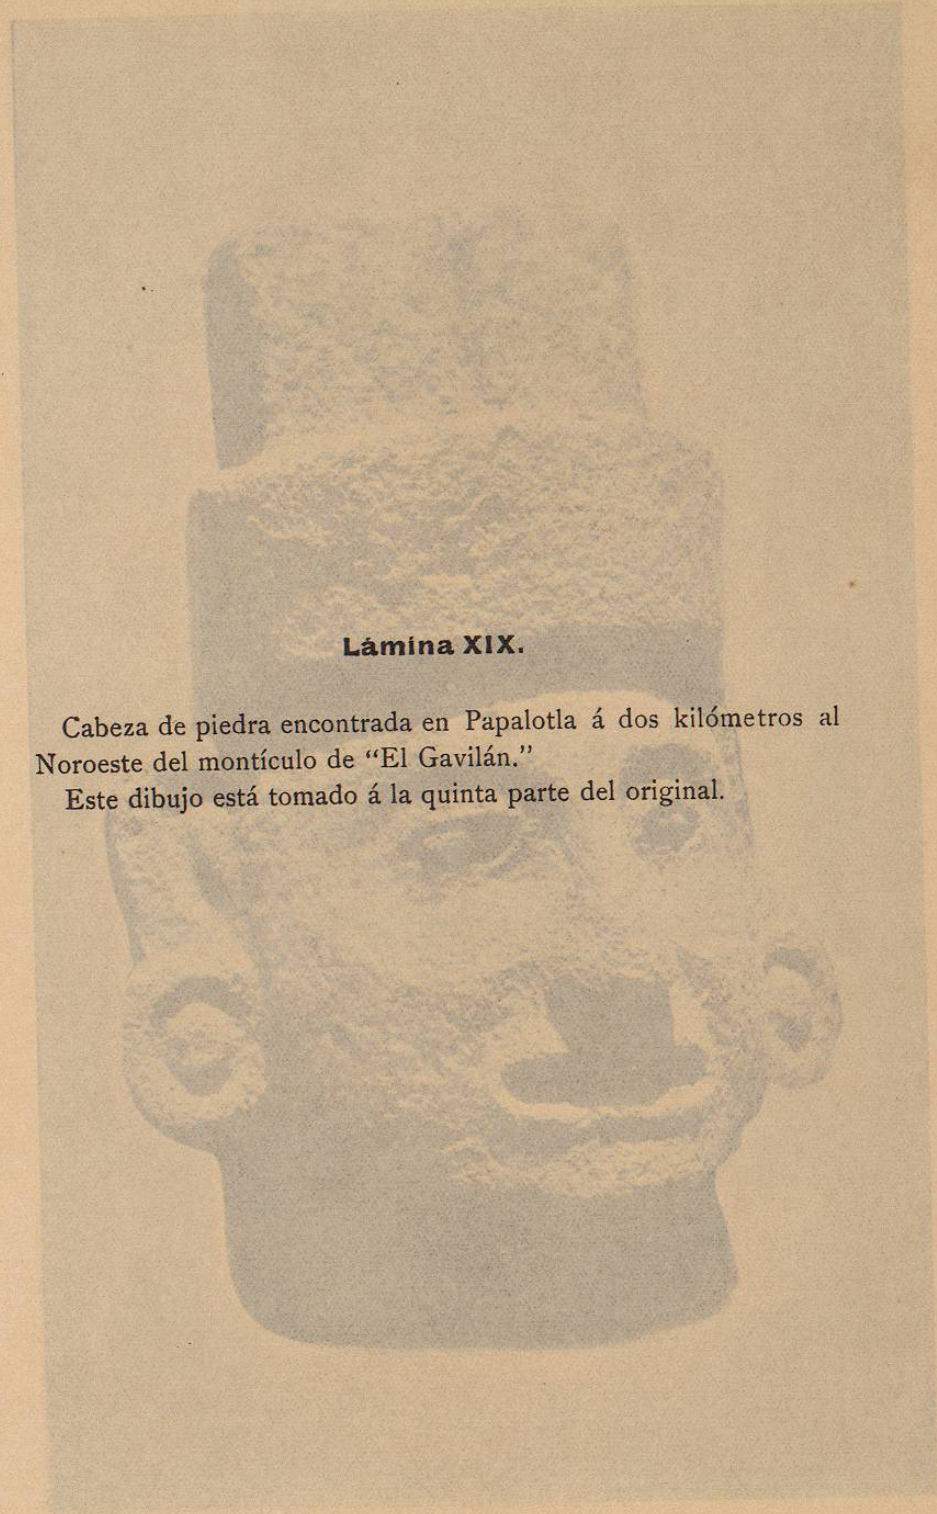 Lámina XIX.
Cabeza de piedra encontrada en Papalotla á dos kilómetros al
Noroeste del montículo de “El Gavilán.”
Este dibujo está tomado á la quinta parte del original.